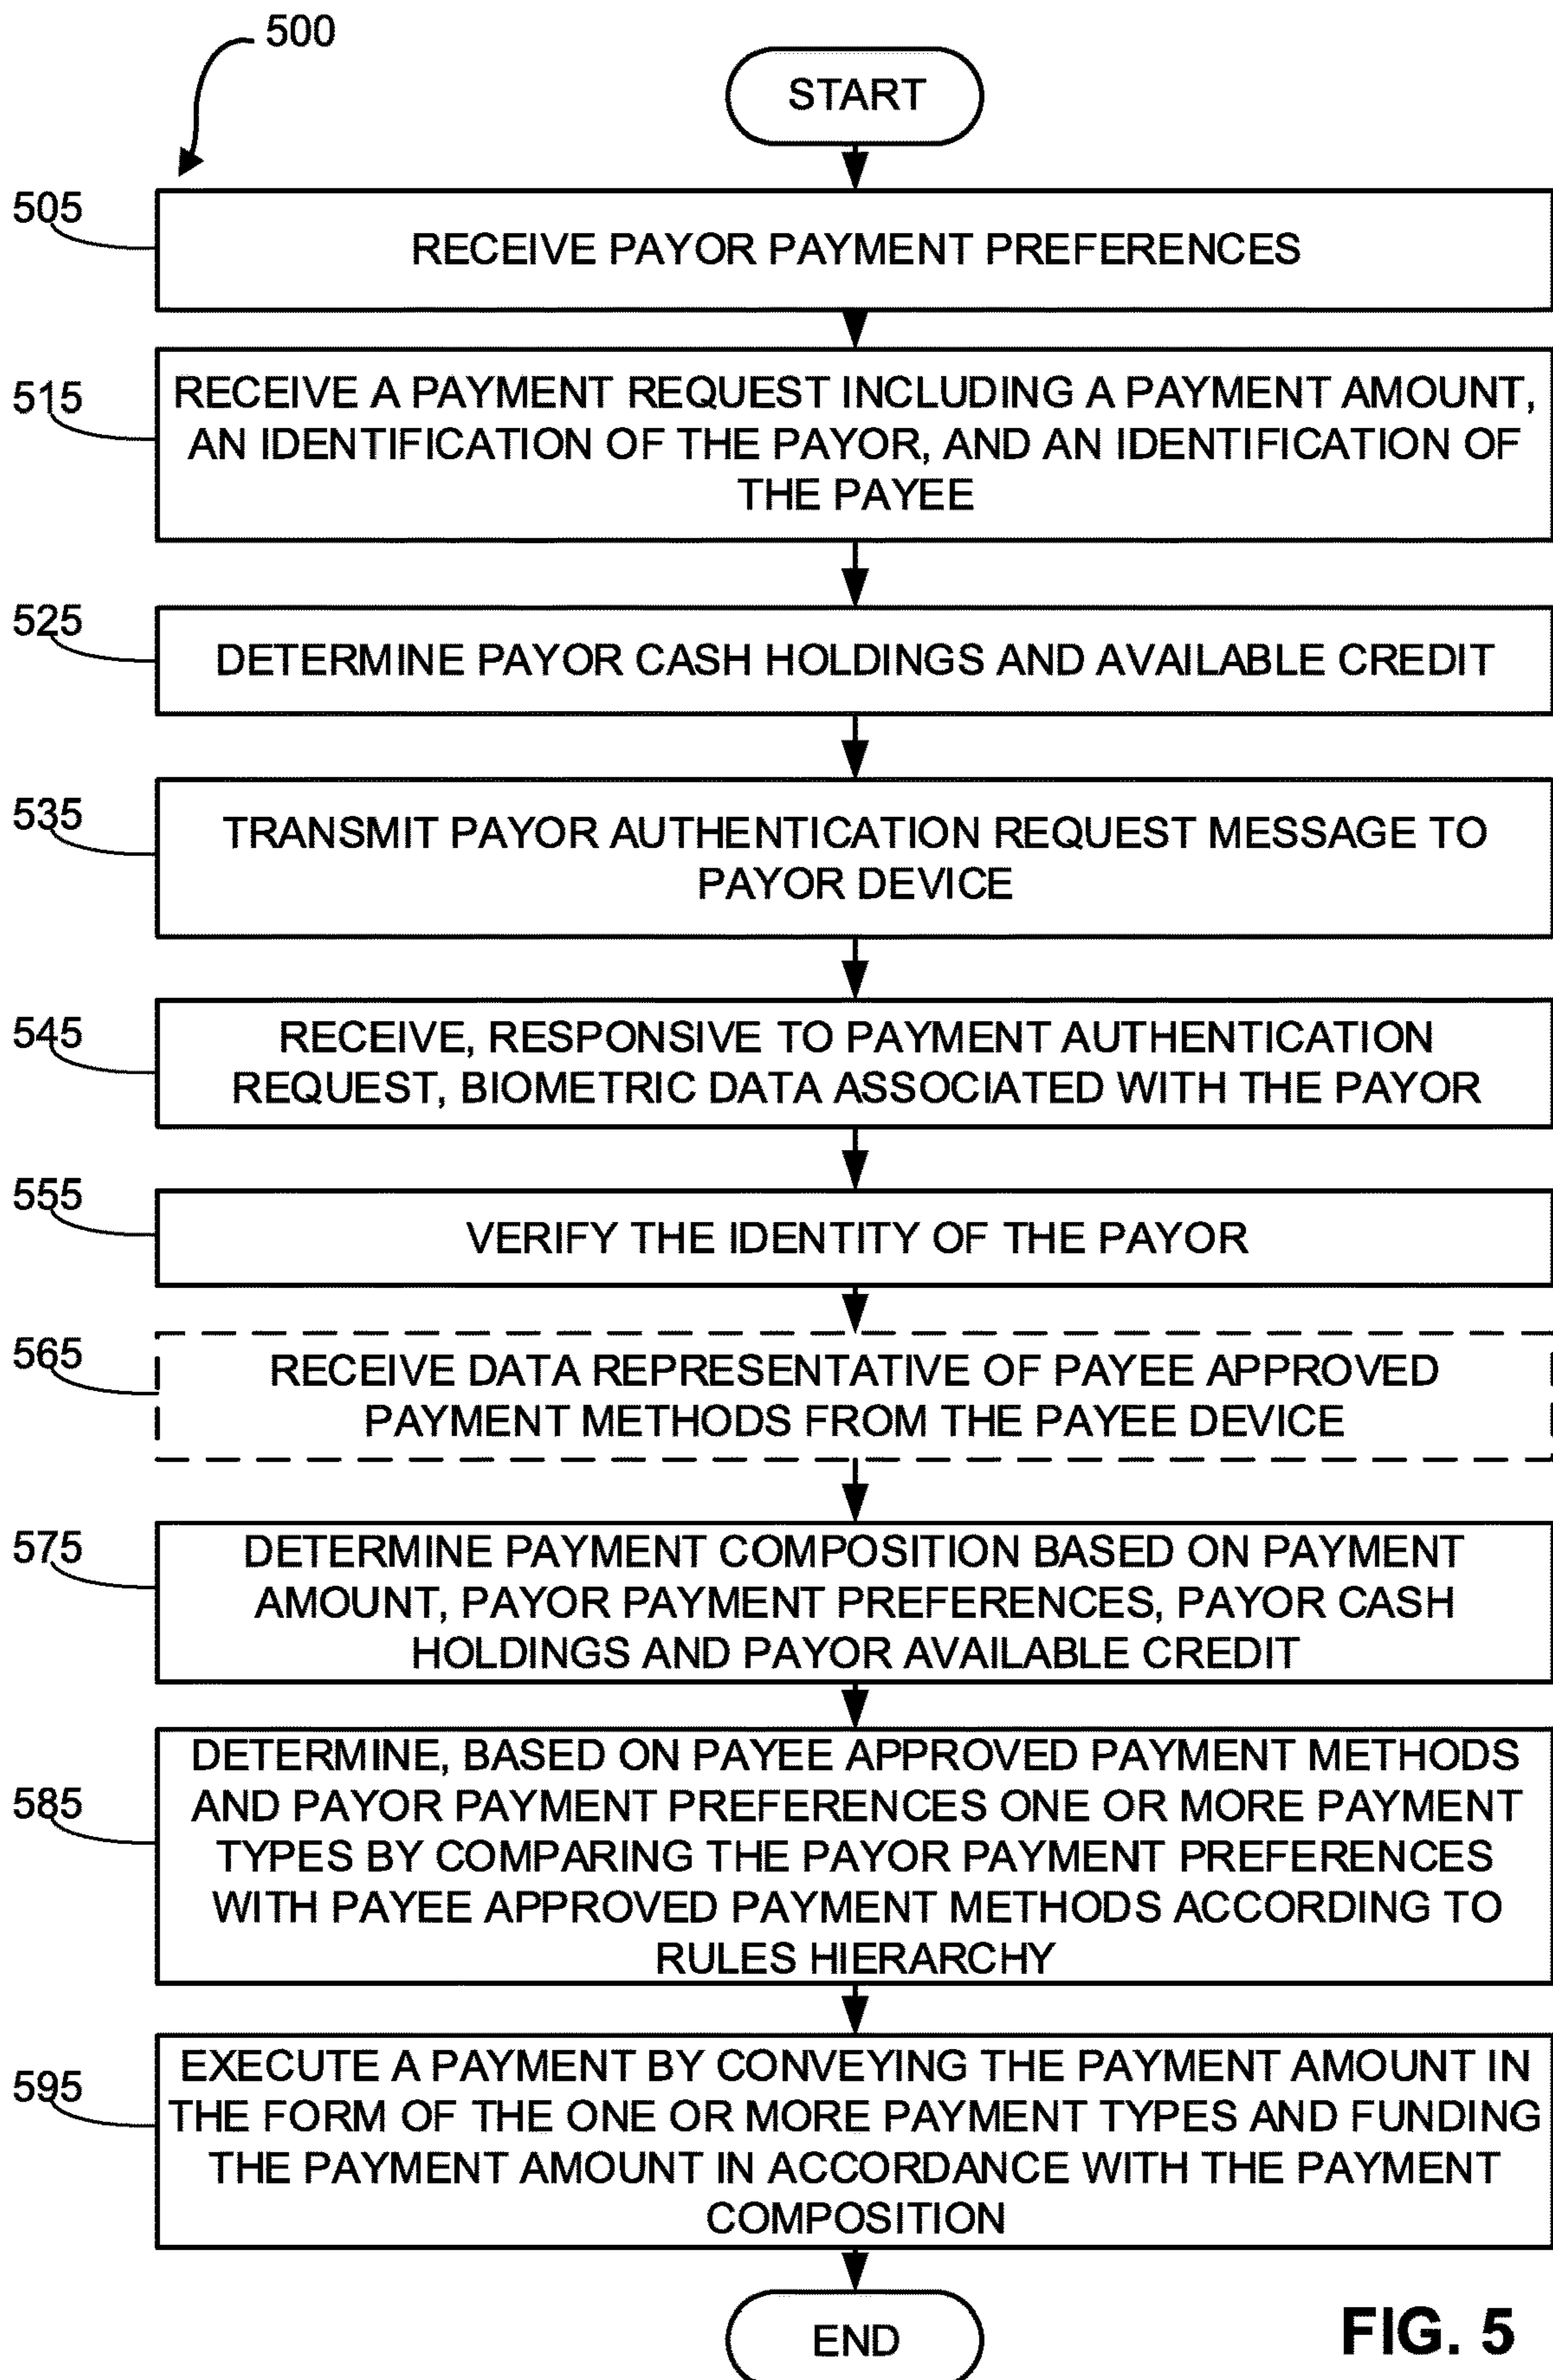 500
START
505
RECEIVE PAYOR PAYMENT PREFERENCES
515
RECEIVE A PAYMENT REQUEST INCLUDING A PAYMENT AMOUNT,
AN IDENTIFICATION OF THE PAYOR, AND AN IDENTIFICATION OF
THE PAYEE
525
DETERMINE PAYOR CASH HOLDINGS AND AVAILABLE CREDIT
535
TRANSMIT PAYOR AUTHENTICATION REQUEST MESSAGE TO
PAYOR DEVICE
545
RECEIVE, RESPONSIVE TO PAYMENT AUTHENTICATION
REQUEST, BIOMETRIC DATA ASSOCIATED WITH THE PAYOR
555
VERIFY THE IDENTITY OF THE PAYOR
565
RECEIVE DATA REPRESENTATIVE OF PAYEE APPROVED
PAYMENT METHODS FROM THE PAYEE DEVICE
575
DETERMINE PAYMENT COMPOSITION BASED ON PAYMENT
AMOUNT, PAYOR PAYMENT PREFERENCES, PAYOR CASH
HOLDINGS AND PAYOR AVAILABLE CREDIT
585
DETERMINE, BASED ON PAYEE APPROVED PAYMENT METHODS
AND PAYOR PAYMENT PREFERENCES ONE OR MORE PAYMENT
TYPES BY COMPARING THE PAYOR PAYMENT PREFERENCES
WITH PAYEE APPROVED PAYMENT METHODS ACCORDING TO
RULES HIERARCHY
595
EXECUTE A PAYMENT BY CONVEYING THE PAYMENT AMOUNT IN
THE FORM OF THE ONE OR MORE PAYMENT TYPES AND FUNDING
THE PAYMENT AMOUNT IN ACCORDANCE WITH THE PAYMENT
COMPOSITION
END
FIG. 5